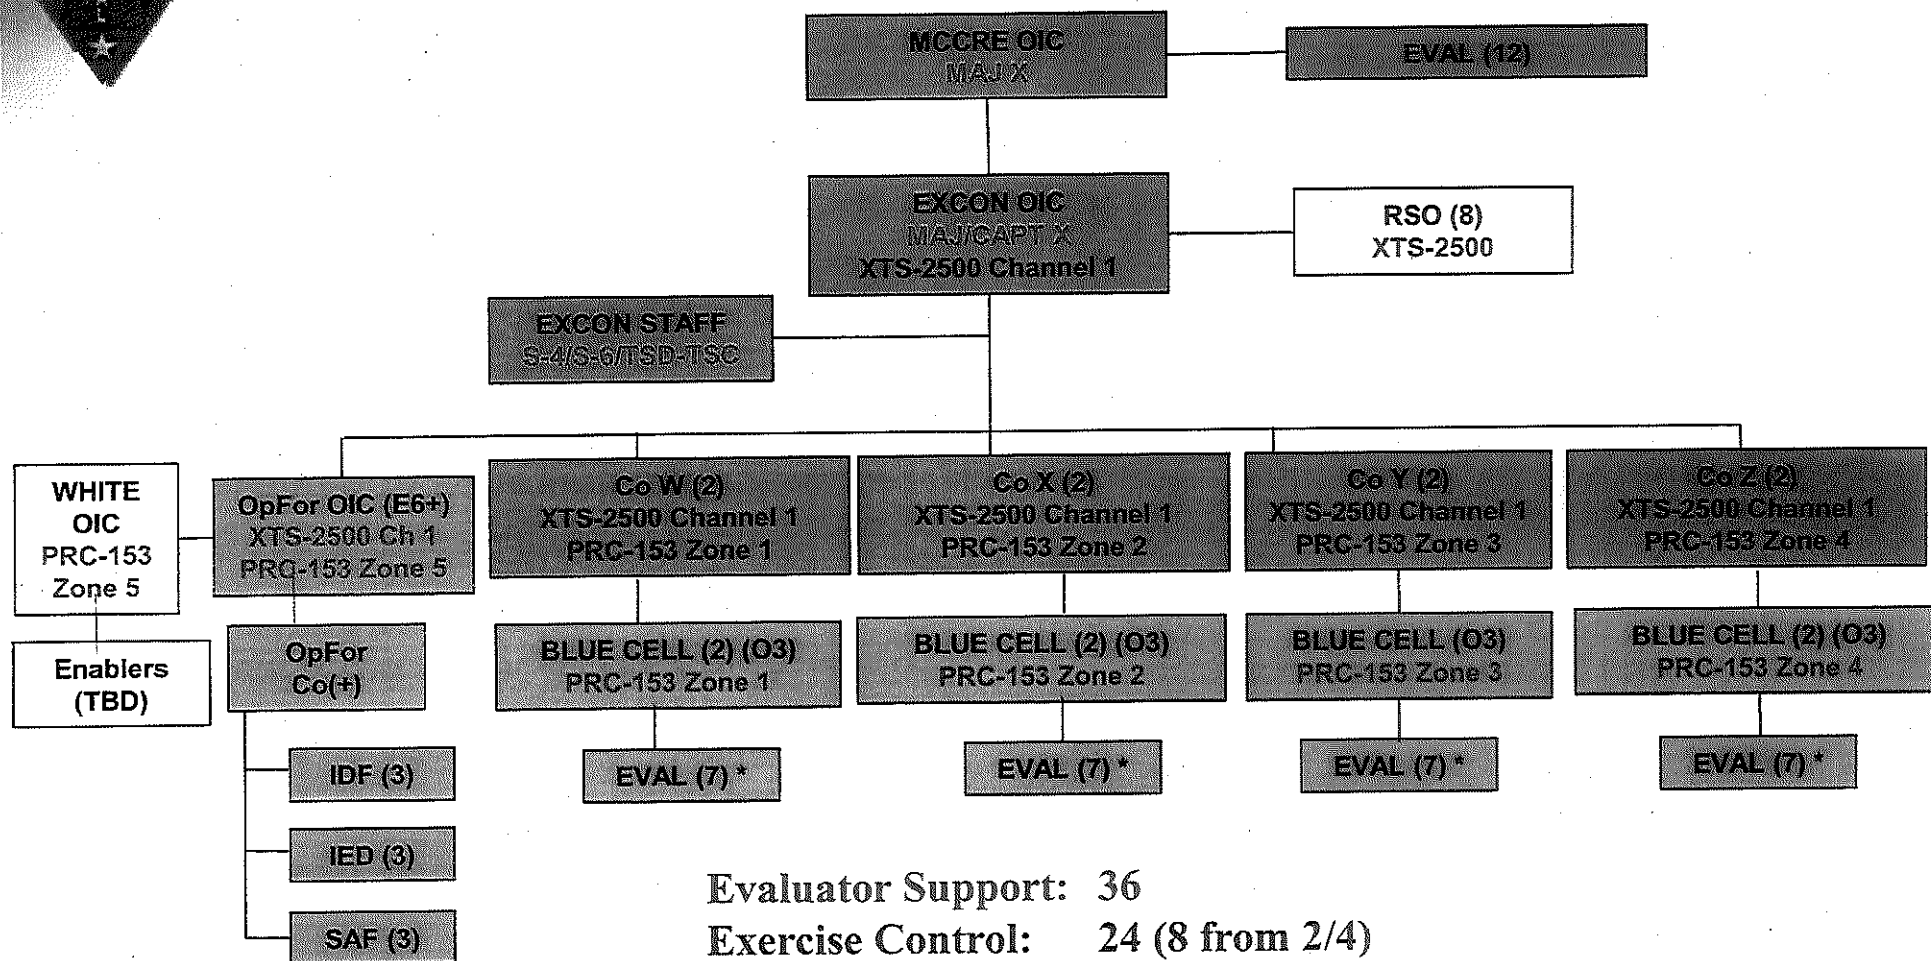 MCCRE OIC
MAJ X
EVAL (12)
EXCON OIC
MAJ/CAPT X
XTS-2500 Channel 1
RSO (8)
XTS-2500
EXCON STAFF
S-4/S-6/TSD-TSC
WHITE
OIC
PRC-153
Zone 5
OpFor OIC (E6+)
XTS-2500 Ch 1
PRC-153 Zone 5
Co W (2)
XTS-2500 Channel 1
PRC-153 Zone 1
Co X (2)
XTS-2500 Channel 1
PRC-153 Zone 2
Co Y (2)
XTS-2500 Channel 1
PRC-153 Zone 3
Co Z (2)
XTS-2500 Channel 1
PRC-153 Zone 4
Enablers
(TBD)
OpFor
Co(+)
BLUE CELL (2) (O3)
PRC-153 Zone 1
BLUE CELL (2) (O3)
PRC-153 Zone 2
BLUE CELL (O3)
PRC-153 Zone 3
BLUE CELL (2) (O3)
PRC-153 Zone 4
IDF (3)
EVAL (7) *
EVAL (7) *
EVAL (7) *
EVAL (7) *
IED (3)
SAF (3)
Evaluator Support: 36
Exercise Control: 24 (8 from 2/4)